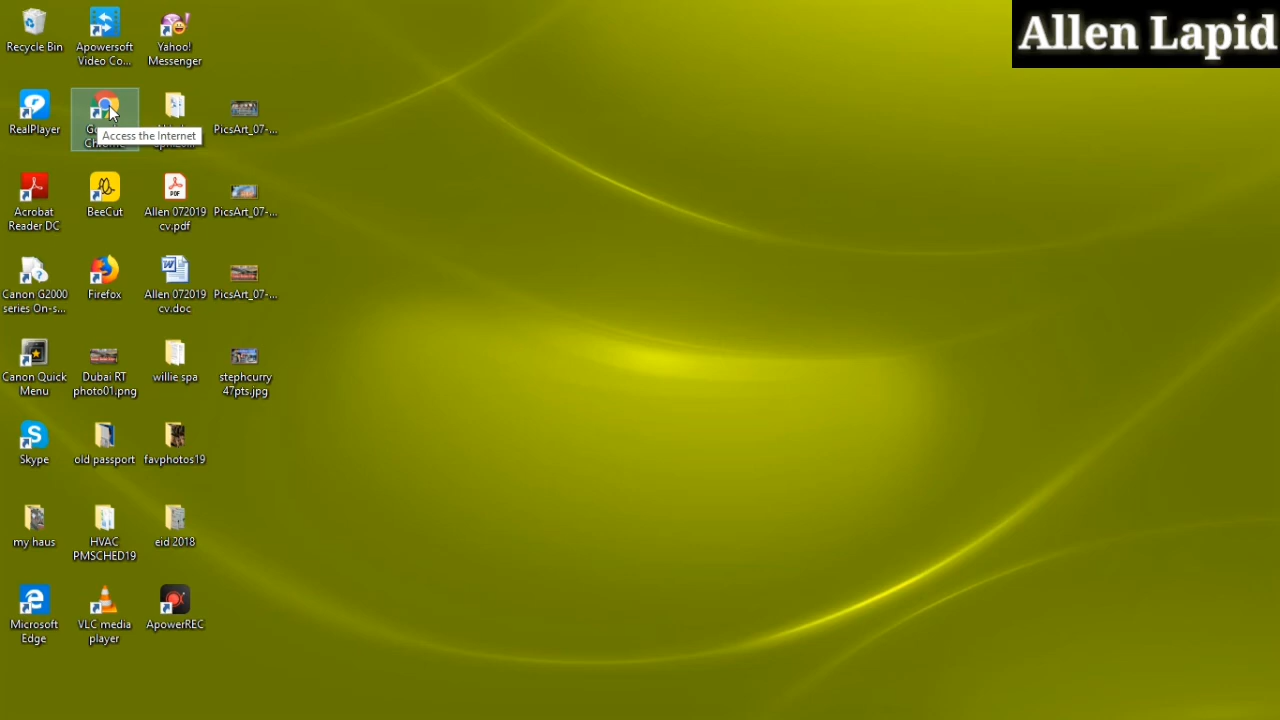 Allen Lapid
Recycle Bin
Apowersoft
Video Co...
Yahoo!
Messenger
RealPlayer
Access the Internet
PicsArt_07-...
Acrobat
Reader DC
BeeCut
PDF
Allen 072019
cv.pdf
PicsArt_07-...
Canon G2000
series On-s...
Firefox
Allen 072019
cv.doc
PicsArt_07-...
Canon Quick
Menu
Dubai RT
photo01.png
willie spa
stephcurry
47pts.jpg
Skype
old passport
favphotos19
my haus
HVAC
PMSCHED19
eid 2018
Microsoft
Edge
VLC media
player
ApowerREC